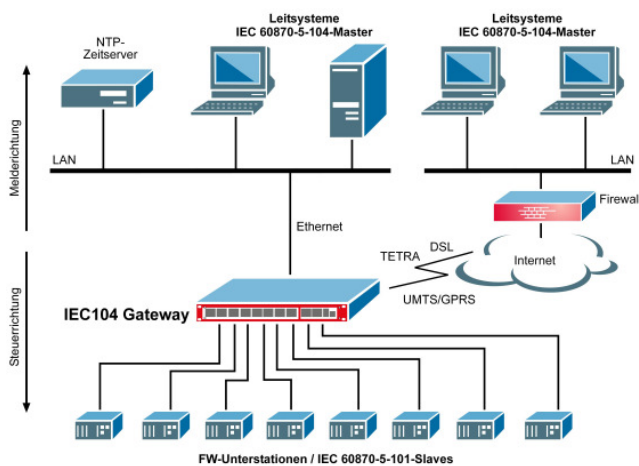 Leitsysteme
IEC 60870-5-104-Master
Leitsysteme
IEC 60870-5-104-Master
NTP-
Zeitserver
Melderichtung
LAN
LAN
Firewal
Ethernet
DSL
TETRA
Internet
UMTS/GPRS
IEC104 Gateway
Steuerrichtung
FW-Unterstationen / IEC 60870-5-101-Slaves